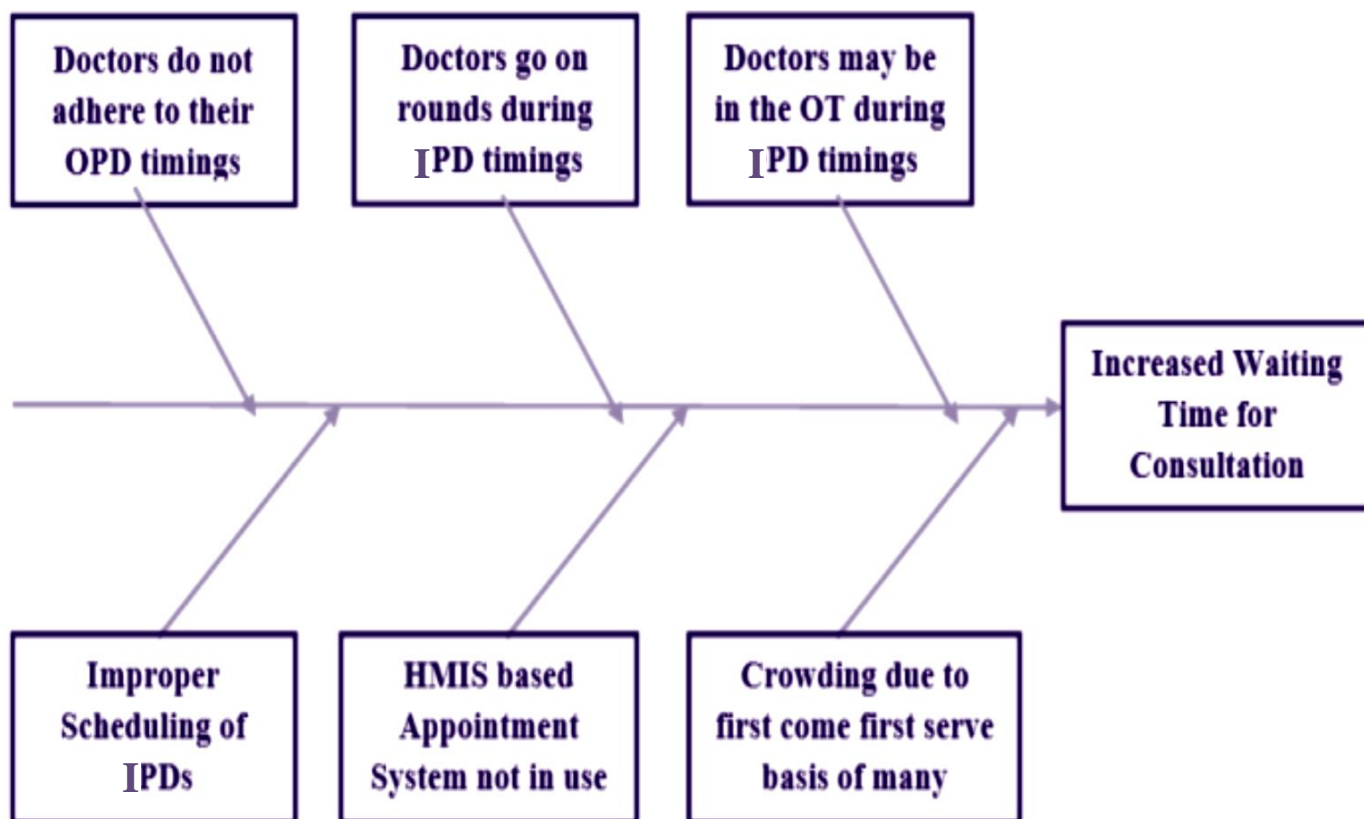 Doctors do not
adhere to their
OPD timings
Doctors go on
rounds during
IPD timings
Doctors may be
in the OT during
IPD timings
Increased Waiting
Time for
Consultation
Improper
Scheduling of
IPDs
HMIS based
Appointment
System not in use
Crowding due to
first come first serve
basis of many